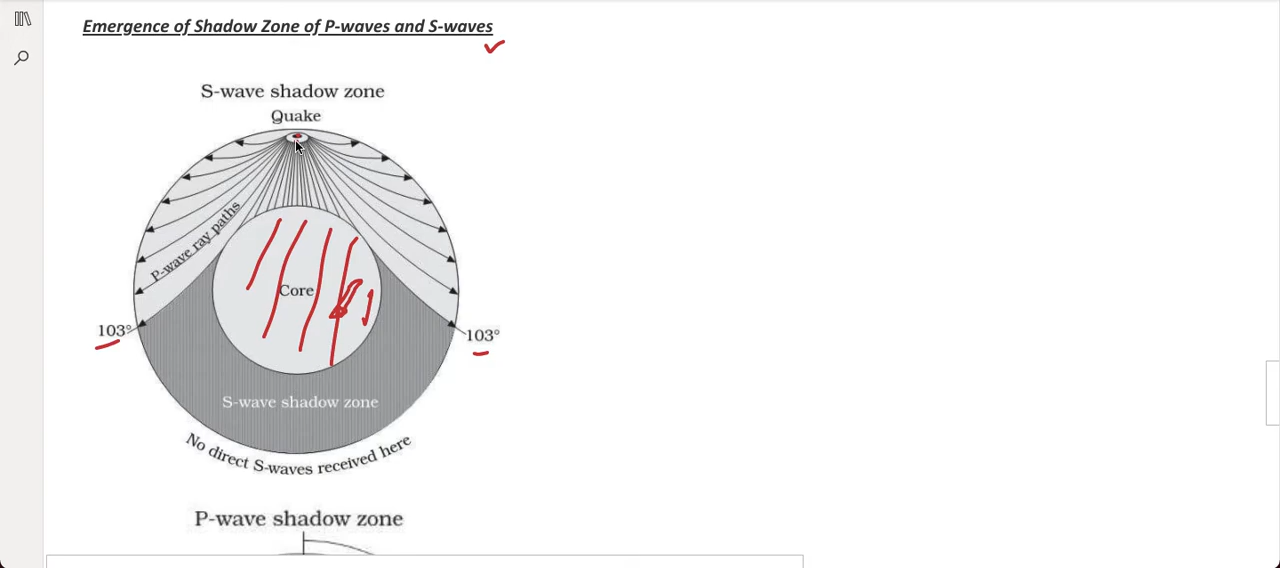 Emergence of Shadow Zone of P-waves and S-waves
S-wave shadow zone
Quake
P-wave ray paths
Core
103°
103°
S-wave shadow zone
No direct S-waves received here
P-wave shadow zone